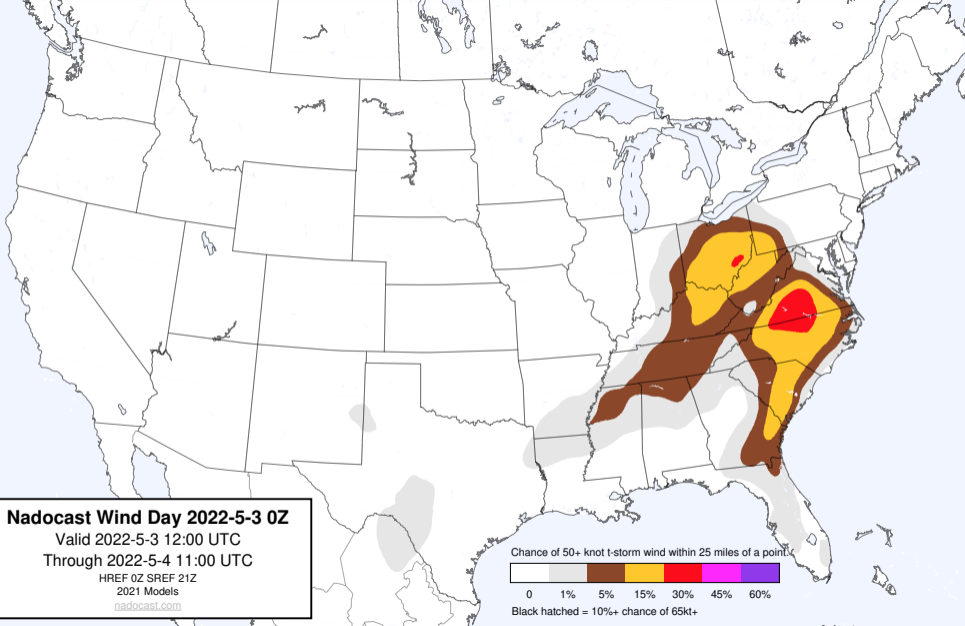 Nadocast Wind Day 2022-5-3 0Z
Valid 2022-5-3 12:00 UTC
Through 2022-5-4 11:00 UTC
HREF 0Z SREF 21Z
2021 Models
nadocast.com
Chance of 50+ knot t-storm wind within 25 miles of a point.
0 1% 5% 15% 30% 45% 60%
Black hatched = 10%+ chance of 65kt+